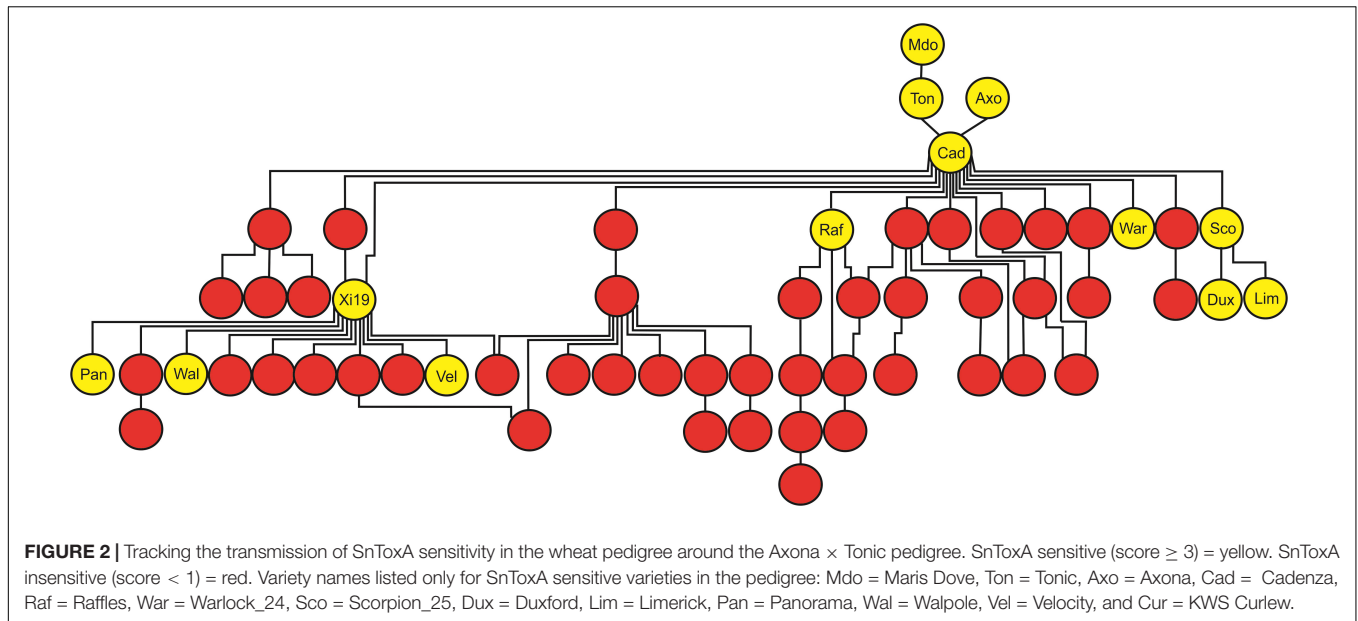 Mdo
Ton
Axo
Cad
Raf
War
Sco
Xi19
Dux
Lim
Pan
Wal
Vel
FIGURE 2 | Tracking the transmission of SnToxA sensitivity in the wheat pedigree around the Axona × Tonic pedigree. SnToxA sensitive (score ≥ 3) = yellow. SnToxA
insensitive (score < 1) = red. Variety names listed only for SnToxA sensitive varieties in the pedigree: Mdo = Maris Dove, Ton = Tonic, Axo = Axona, Cad = Cadenza,
Raf = Raffles, War = Warlock_24, Sco = Scorpion_25, Dux = Duxford, Lim = Limerick, Pan = Panorama, Wal = Walpole, Vel = Velocity, and Cur = KWS Curlew.